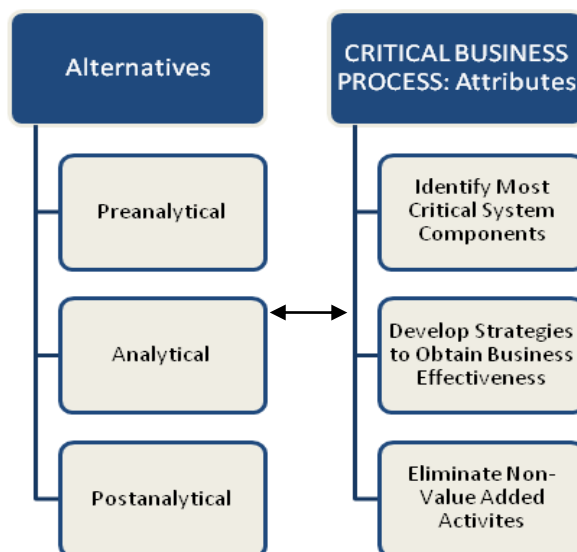 Alternatives
Preanalytical
Analytical
Postanalytical
CRITICAL BUSINESS
PROCESS: Attributes
Identify Most
Critical System
Components
Develop Strategies
to Obtain Business
Effectiveness
Eliminate Non-
Value Added
Activites